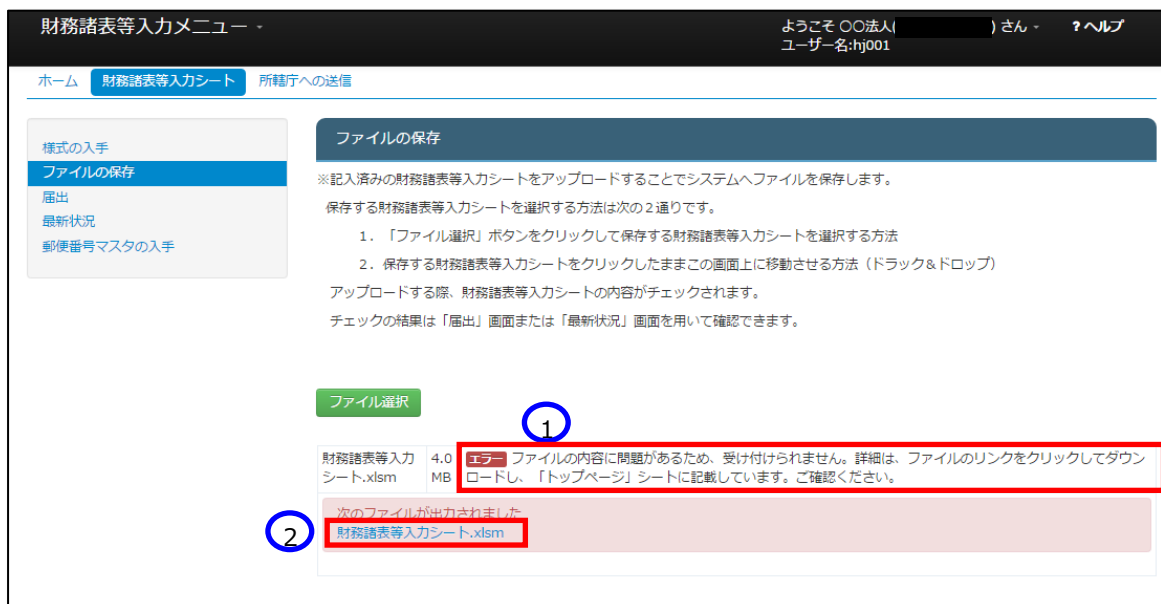 財務諸表等入力メニュー
ようこそ 〇〇法人( ) さん
ユーザー名:hj001
?ヘルプ
ホーム 財務諸表等入力シート 所轄庁への送信
様式の入手
ファイルの保存
届出
最新状況
郵便番号マスタの入手
ファイルの保存
※記入済みの財務諸表等入力シートをアップロードすることでシステムへファイルを保存します。
保存する財務諸表等入力シートを選択する方法は次の２通りです。
１．「ファイル選択」ボタンをクリックして保存する財務諸表等入力シートを選択する方法
２．保存する財務諸表等入力シートをクリックしたままこの画面上に移動させる方法（ドラック＆ドロップ）
アップロードする際、財務諸表等入力シートの内容がチェックされます。
チェックの結果は「届出」画面または「最新状況」画面を用いて確認できます。
ファイル選択
1
財務諸表等入力
シート.xlsm
4.0
MB
エラー ファイルの内容に問題があるため、受け付けられません。詳細は、ファイルのリンクをクリックしてダウン
ロードし、「トップページ」シートに記載しています。ご確認ください。
次のファイルが出力されました
2
財務諸表等入力シート.xlsm